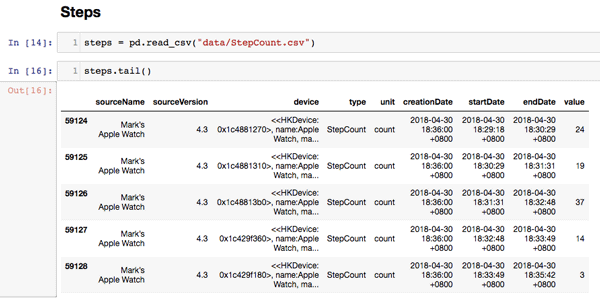 Steps
In [14]: 1 steps = pd.read_csv("data/StepCount.csv")
In [16]: 1 steps.tail()
Out[16]:
sourceName sourceVersion device type unit creationDate startDate endDate value
59124 Mark's Apple Watch 4.3 <<HKDevice: 0x1c4881270>, name:Apple Watch, ma... StepCount count 2018-04-30 18:36:00 +0800 2018-04-30 18:29:18 +0800 2018-04-30 18:30:29 +0800 24
59125 Mark's Apple Watch 4.3 <<HKDevice: 0x1c4881310>, name:Apple Watch, ma... StepCount count 2018-04-30 18:36:00 +0800 2018-04-30 18:30:29 +0800 2018-04-30 18:31:31 +0800 19
59126 Mark's Apple Watch 4.3 <<HKDevice: 0x1c48813b0>, name:Apple Watch, ma... StepCount count 2018-04-30 18:36:00 +0800 2018-04-30 18:31:31 +0800 2018-04-30 18:32:48 +0800 37
59127 Mark's Apple Watch 4.3 <<HKDevice: 0x1c429f360>, name:Apple Watch, ma... StepCount count 2018-04-30 18:36:00 +0800 2018-04-30 18:32:48 +0800 2018-04-30 18:33:49 +0800 14
59128 Mark's Apple Watch 4.3 <<HKDevice: 0x1c429f180>, name:Apple Watch, ma... StepCount count 2018-04-30 18:36:00 +0800 2018-04-30 18:33:49 +0800 2018-04-30 18:35:42 +0800 3